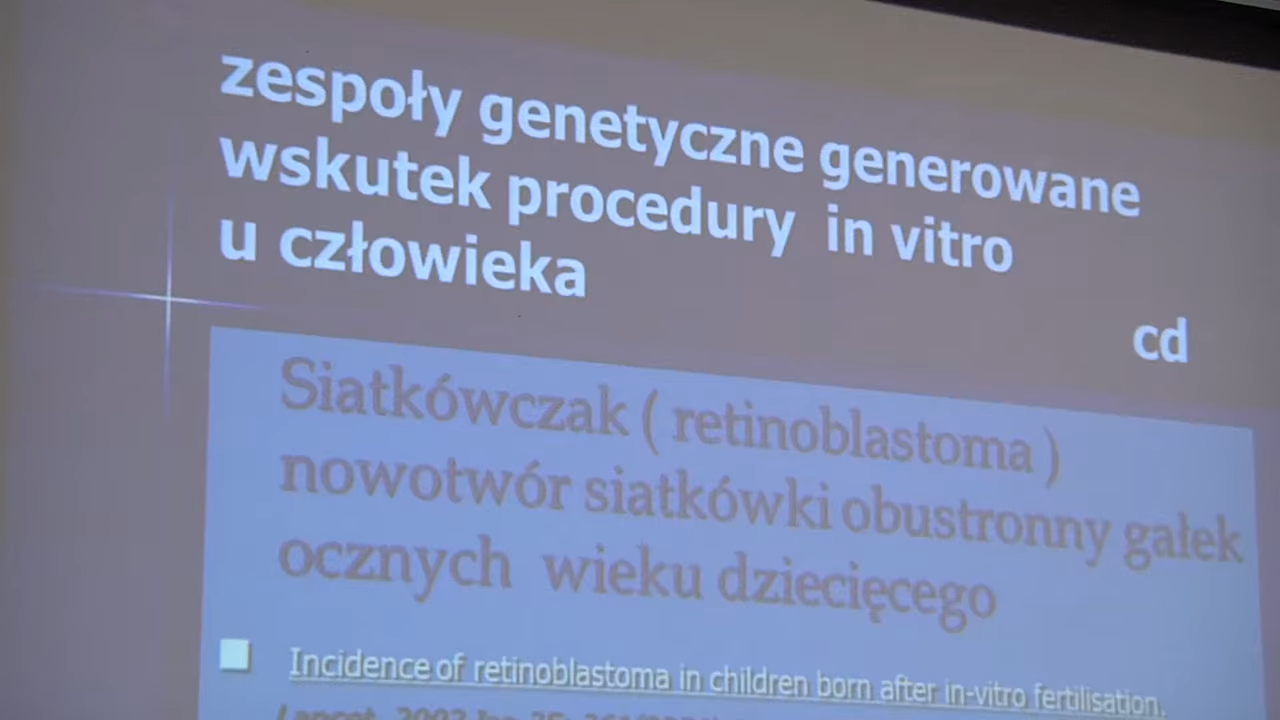 zespoły genetyczne generowane
wskutek procedury in vitro
u człowieka
cd
Siatkówczak ( retinoblastoma )
nowotwór siatkówki obustronny gałek
ocznych wieku dziecięcego
Incidence of retinoblastoma in children born after in-vitro fertilisation.